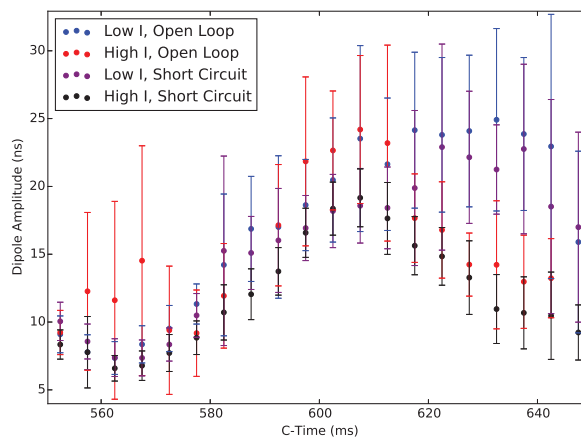 30
25
20
15
10
5
Dipole Amplitude (ns)
Low I, Open Loop
High I, Open Loop
Low I, Short Circuit
High I, Short Circuit
560 580 600 620 640
C-Time (ms)